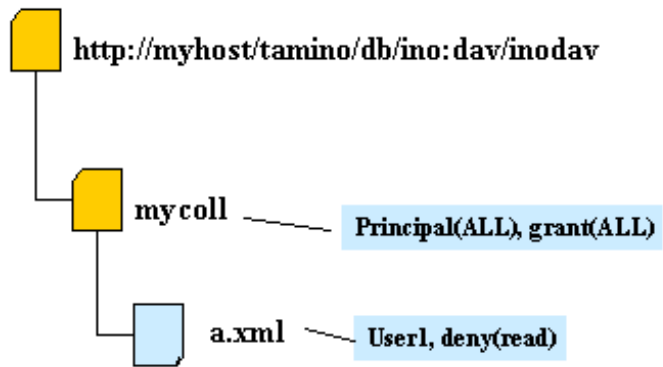 http://myhost/tamino/db/ino:dav/inodav
mycoll
Principal(ALL), grant(ALL)
a.xml
User1, deny(read)